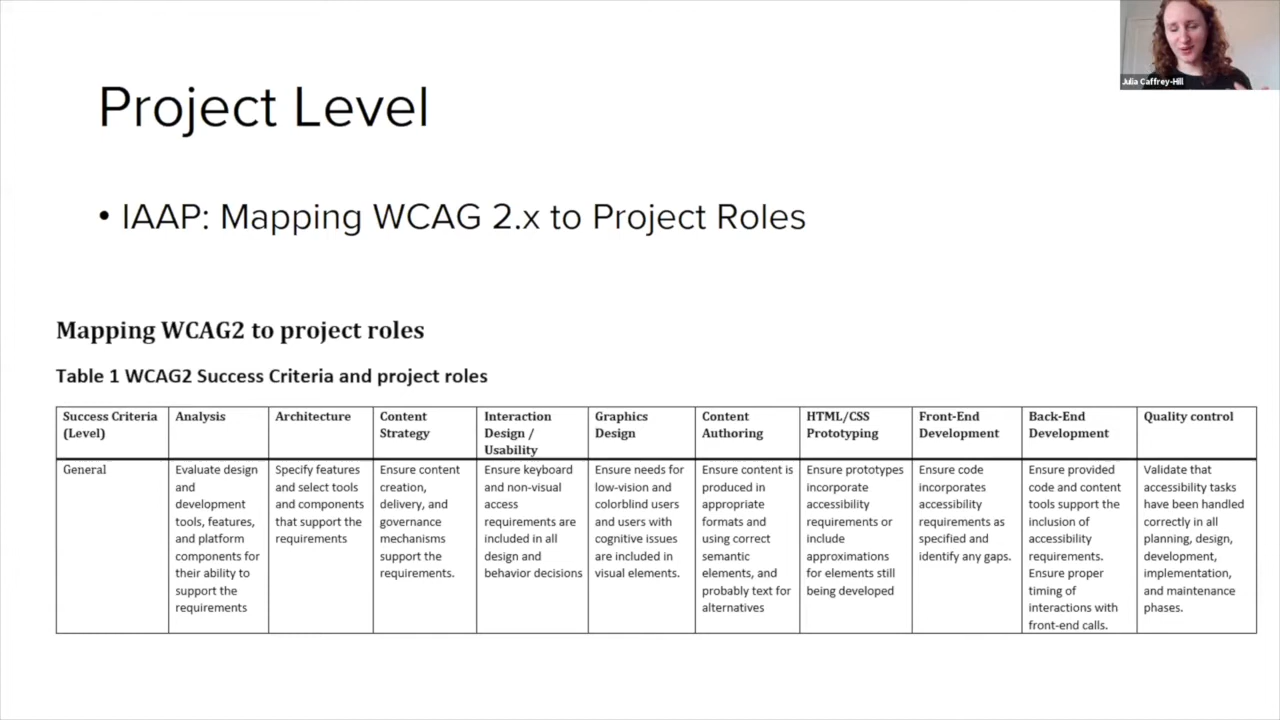 Julia Caffrey-Hill
Project Level
• IAAP: Mapping WCAG 2.x to Project Roles
Mapping WCAG2 to project roles
Table 1 WCAG2 Success Criteria and project roles
Success Criteria
(Level)
Analysis
Architecture
Content
Strategy
Interaction
Design /
Usability
Graphics
Design
Content
Authoring
HTML/CSS
Prototyping
Front-End
Development
Back-End
Development
Quality control
General
Evaluate design
and
development
tools, features,
and platform
components for
their ability to
support the
requirements
Specify features
and select tools
and components
that support the
requirements
Ensure content
creation,
delivery, and
governance
mechanisms
support the
requirements.
Ensure keyboard
and non-visual
access
requirements are
included in all
design and
behavior decisions
Ensure needs for
low-vision and
colorblind users
and users with
cognitive issues
are included in
visual elements.
Ensure content is
produced in
appropriate
formats and
using correct
semantic
elements, and
probably text for
alternatives
Ensure prototypes
incorporate
accessibility
requirements or
include
approximations
for elements still
being developed
Ensure code
incorporates
accessibility
requirements as
specified and
identify any gaps.
Ensure provided
code and content
tools support the
inclusion of
accessibility
requirements.
Ensure proper
timing of
interactions with
front-end calls.
Validate that
accessibility tasks
have been handled
correctly in all
planning, design,
development,
implementation,
and maintenance
phases.